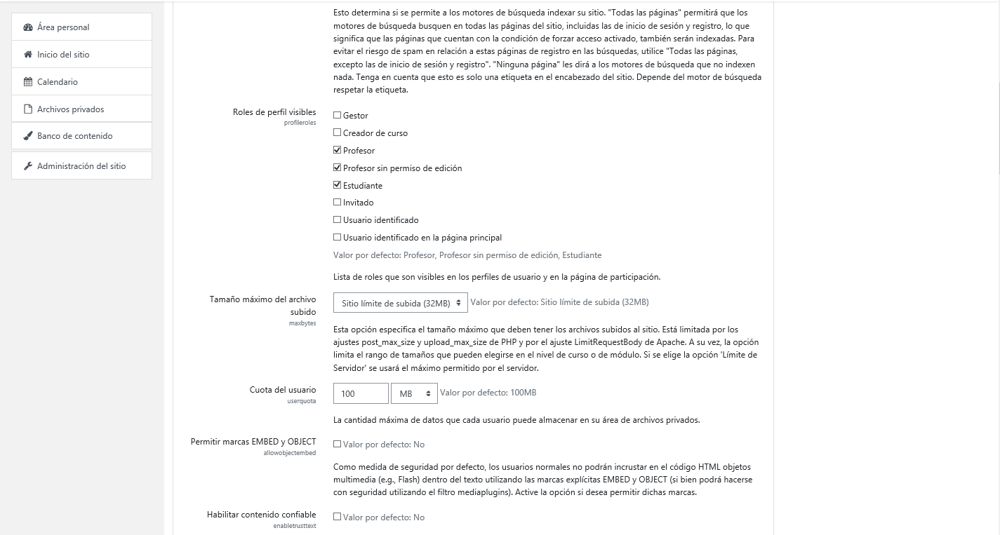 Área personal
Inicio del sitio
Calendario
Archivos privados
Banco de contenido
Administración del sitio
Esto determina si se permite a los motores de búsqueda indexar su sitio. "Todas las páginas" permitirá que los
motores de búsqueda busquen en todas las páginas del sitio, incluidas las de inicio de sesión y registro, lo que
significa que las páginas que cuentan con la condición de forzar acceso activado, también serán indexadas. Para
evitar el riesgo de spam en relación a estas páginas de registro en las búsquedas, utilice "Todas las páginas,
excepto las de inicio de sesión y registro". "Ninguna página" les dirá a los motores de búsqueda que no indexen
nada. Tenga en cuenta que esto es solo una etiqueta en el encabezado del sitio. Depende del motor de búsqueda
respetar la etiqueta.
Roles de perfil visibles
profileroles
Gestor
Creador de curso
Profesor
Profesor sin permiso de edición
Estudiante
Invitado
Usuario identificado
Usuario identificado en la página principal
Valor por defecto: Profesor, Profesor sin permiso de edición, Estudiante
Lista de roles que son visibles en los perfiles de usuario y en la página de participación.
Tamaño máximo del archivo
subido
maxbytes
Sitio límite de subida (32MB) Valor por defecto: Sitio límite de subida (32MB)
Esta opción especifica el tamaño máximo que deben tener los archivos subidos al sitio. Está limitada por los
ajustes post_max_size y upload_max_size de PHP y por el ajuste LimitRequestBody de Apache. A su vez, la opción
limita el rango de tamaños que pueden elegirse en el nivel de curso o de módulo. Si se elige la opción 'Límite de
Servidor' se usará el máximo permitido por el servidor.
Cuota del usuario
userquota
100 MB Valor por defecto: 100MB
La cantidad máxima de datos que cada usuario puede almacenar en su área de archivos privados.
Permitir marcas EMBED y OBJECT
allowobjectembed
Valor por defecto: No
Como medida de seguridad por defecto, los usuarios normales no podrán incrustar en el código HTML objetos
multimedia (e.g., Flash) dentro del texto utilizando las marcas explícitas EMBED y OBJECT (si bien podrá hacerse
con seguridad utilizando el filtro mediaplugins). Active la opción si desea permitir dichas marcas.
Habilitar contenido confiable
enabletrusttext
Valor por defecto: No